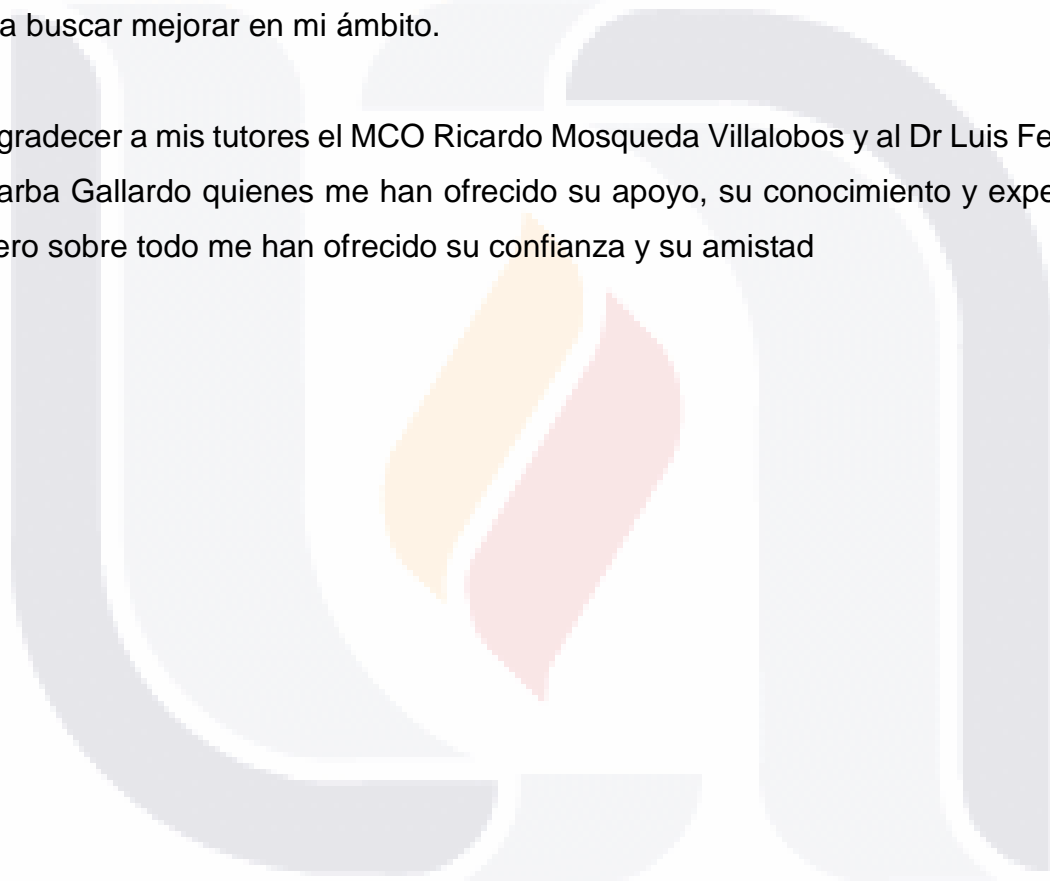 a buscar mejorar en mi ámbito.
gradecer a mis tutores el MCO Ricardo Mosqueda Villalobos y al Dr Luis Fe
arba Gallardo quienes me han ofrecido su apoyo, su conocimiento y expe
ero sobre todo me han ofrecido su confianza y su amistad